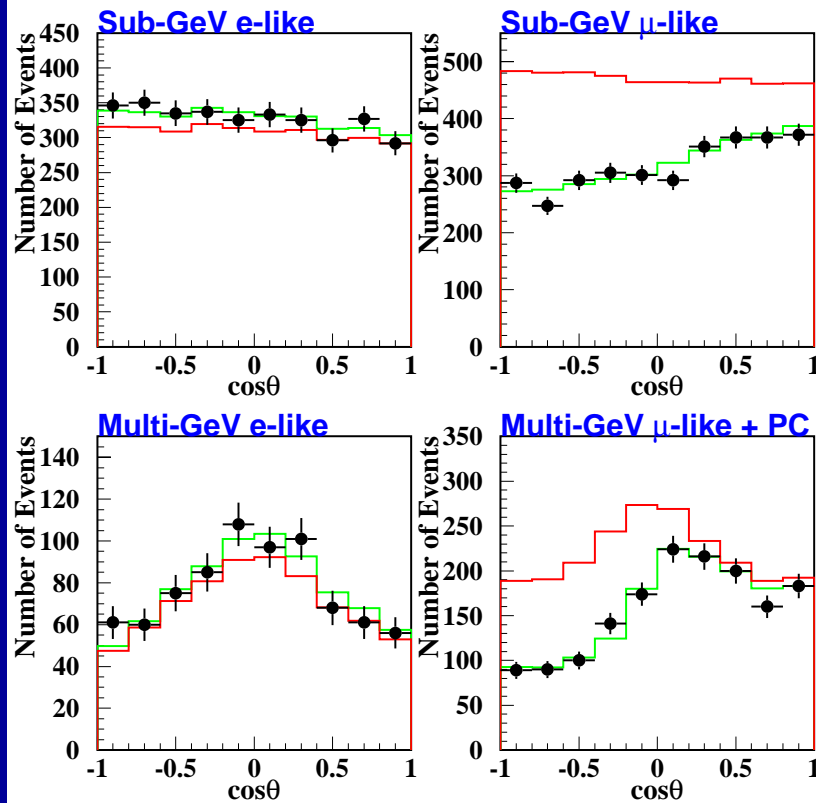 Sub-GeV e-like
Number of Events
450
400
350
300
250
200
150
100
50
0
-1 -0.5 0 0.5 1
cosθ
Sub-GeV μ-like
Number of Events
500
400
300
200
100
0
-1 -0.5 0 0.5 1
cosθ
Multi-GeV e-like
Number of Events
140
120
100
80
60
40
20
0
-1 -0.5 0 0.5 1
cosθ
Multi-GeV μ-like + PC
Number of Events
350
300
250
200
150
100
50
0
-1 -0.5 0 0.5 1
cosθ